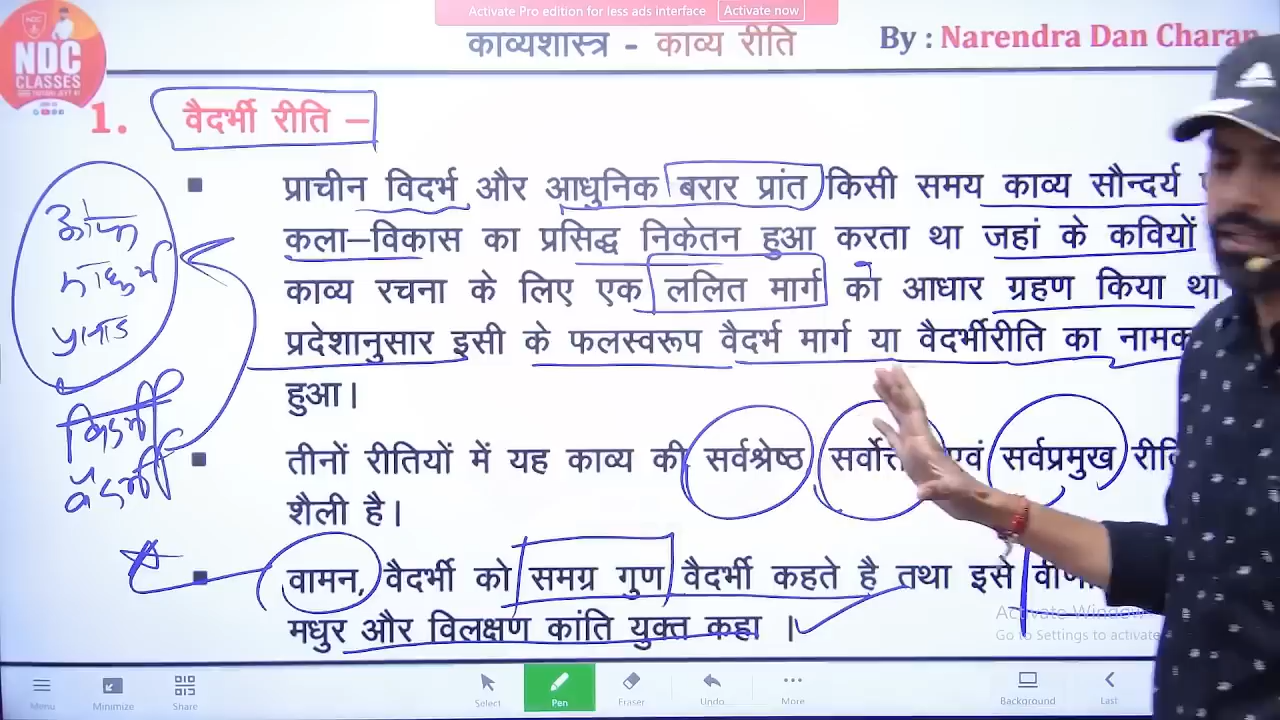 Activate Pro edition for less ads interface Activate now
काव्यशास्त्र - काव्य रीति
By : Narendra Dan Charan
NDC
CLASSES
1. वैदर्भी रीति –
प्राचीन विदर्भ और आधुनिक बरार प्रांत किसी समय काव्य सौन्दर्य
कला–विकास का प्रसिद्ध निकेतन हुआ करता था जहां के कवियों
काव्य रचना के लिए एक ललित मार्ग को आधार ग्रहण किया था
प्रदेशानुसार इसी के फलस्वरूप वैदर्भ मार्ग या वैदर्भीरीति का
हुआ।
तीनों रीतियों में यह काव्य की सर्वश्रेष्ठ एवं सर्वप्रमुख
शैली है।
वामन, वैदर्भी को समग्र गुण वैदर्भी कहते है तथा इसे
मधुर और विलक्षण कांति युक्त कहा ।
माधुर्य
प्रसाद
Activate Windows
Go to Settings to activate
Menu Minimize Share Select Pen Eraser Undo More Background Last